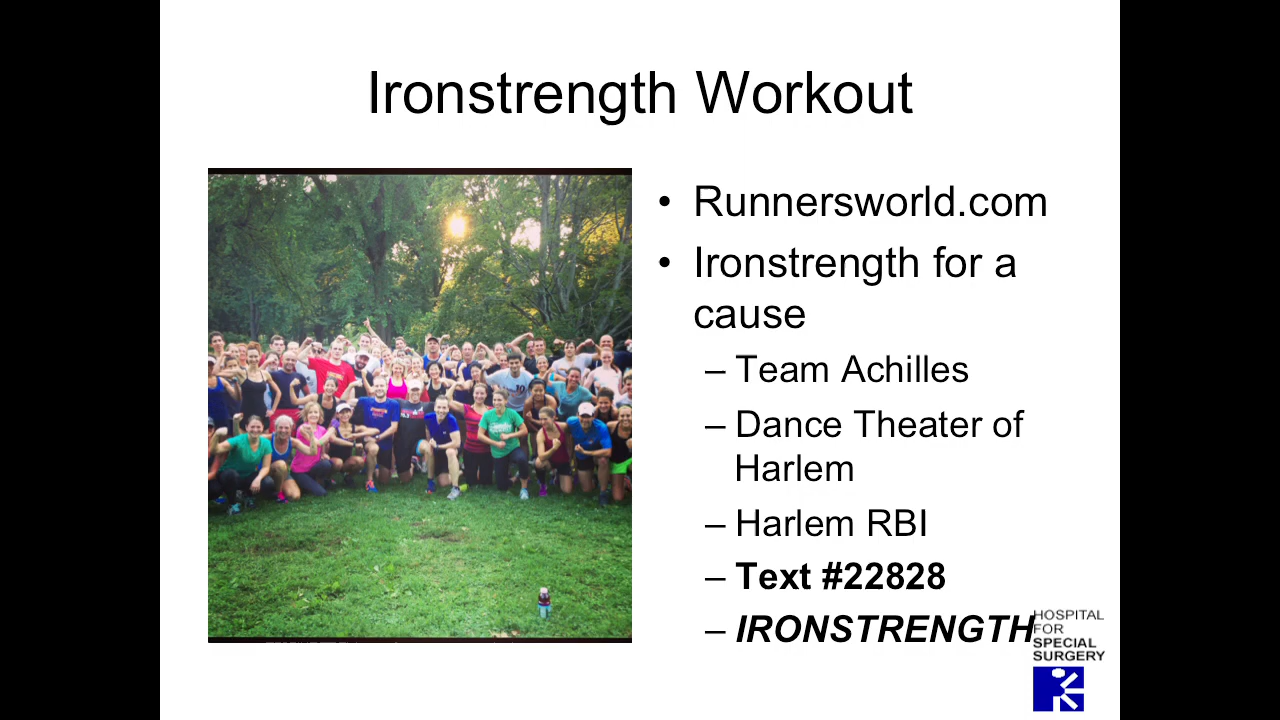 Ironstrength Workout
• Runnersworld.com
• Ironstrength for a
cause
– Team Achilles
– Dance Theater of
Harlem
– Harlem RBI
– Text #22828
– IRONSTRENGTH
HOSPITAL
FOR
SPECIAL
SURGERY